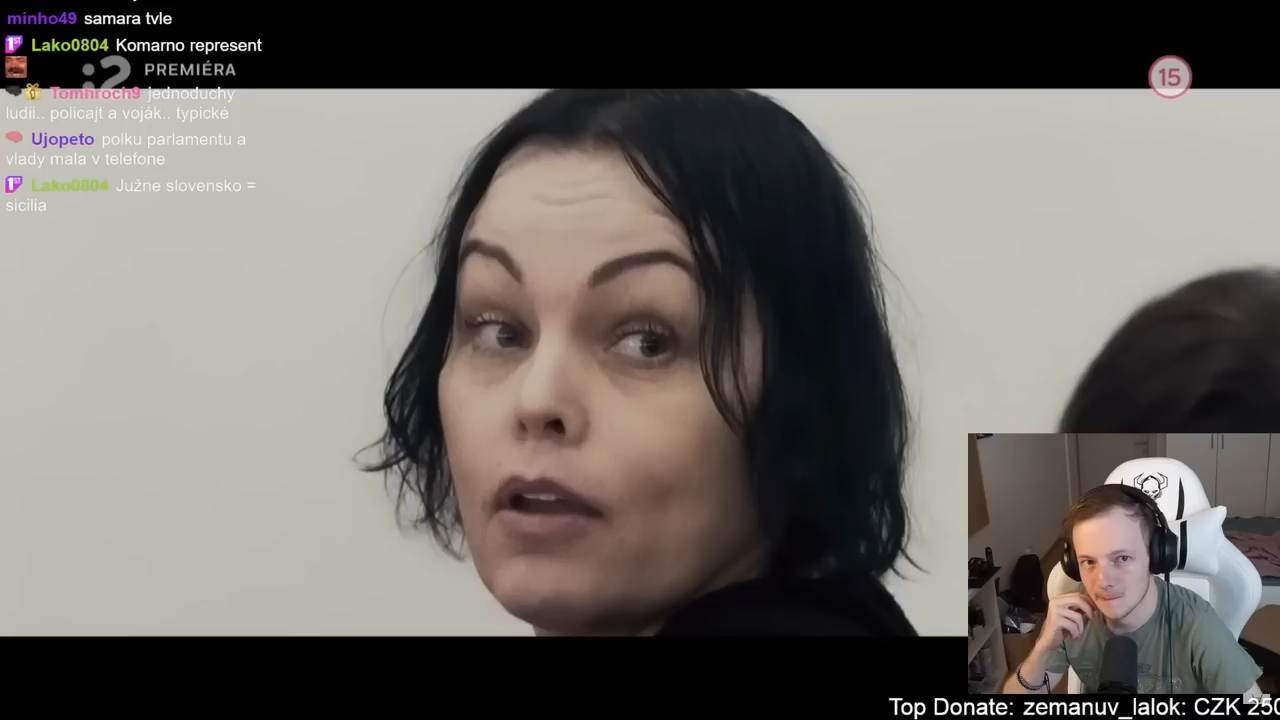 minho49 samara tvle
Lako0804 Komarno represent
:2 PREMIÉRA
15
Tomhroch9 jednoduchy
ludii.. policajt a voják.. typické
Ujopeto polku parlamentu a
vlady mala v telefone
Lako0804 Južne slovensko =
sicilia
Top Donate: zemanuv_lalok: CZK 250